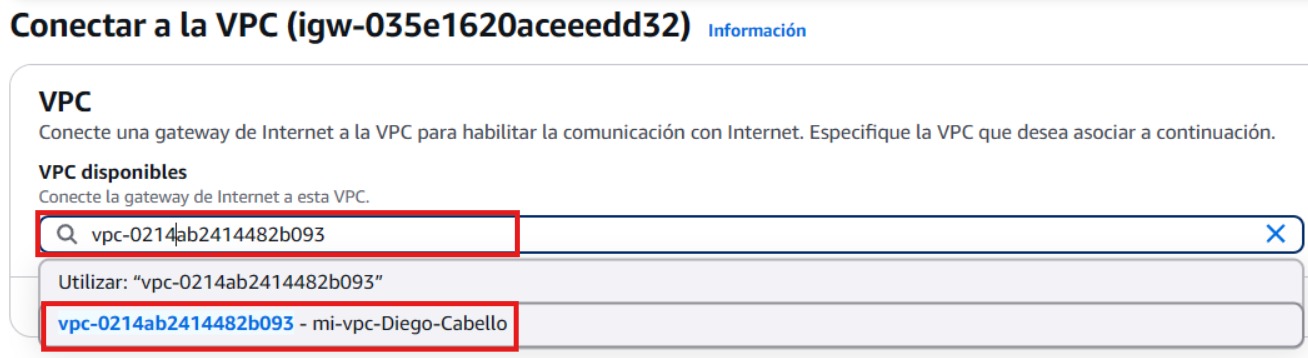 Conectar a la VPC (igw-035e1620aceeedd32) Información
VPC
Conecte una gateway de Internet a la VPC para habilitar la comunicación con Internet. Especifique la VPC que desea asociar a continuación.
VPC disponibles
Conecte la gateway de Internet a esta VPC.
vpc-0214ab2414482b093
Utilizar: “vpc-0214ab2414482b093”
vpc-0214ab2414482b093 - mi-vpc-Diego-Cabello